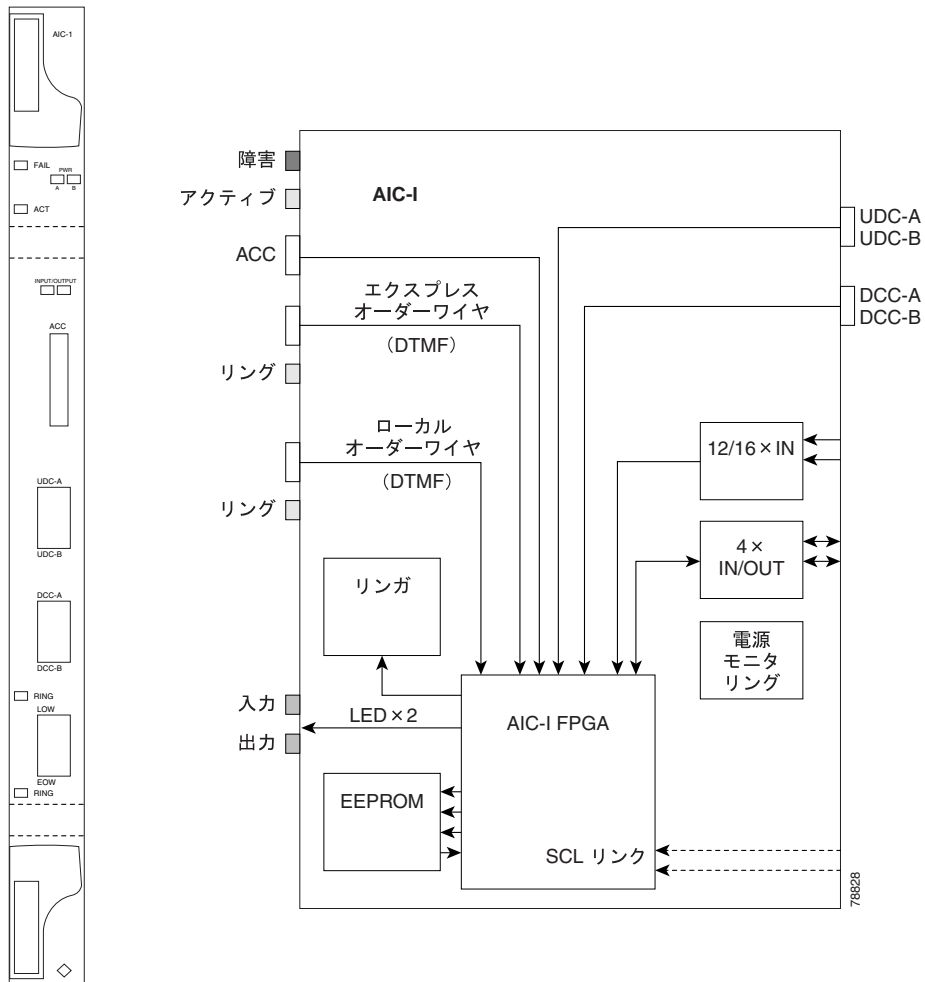 AIC-1
FAIL
PWR
A B
ACT
INPUT/OUTPUT
ACC
UDC-A
UDC-B
DCC-A
DCC-B
RING
LOW
EOW
RING
障害
アクティブ
AIC-I
ACC
エクスプレス
オーダーワイヤ
(DTMF)
リング
ローカル
オーダーワイヤ
(DTMF)
リング
UDC-A
UDC-B
DCC-A
DCC-B
12/16×IN
4×
IN/OUT
リンガ
電源
モニタ
リング
入力
LED×2
出力
AIC-I FPGA
EEPROM
SCL リンク
78828